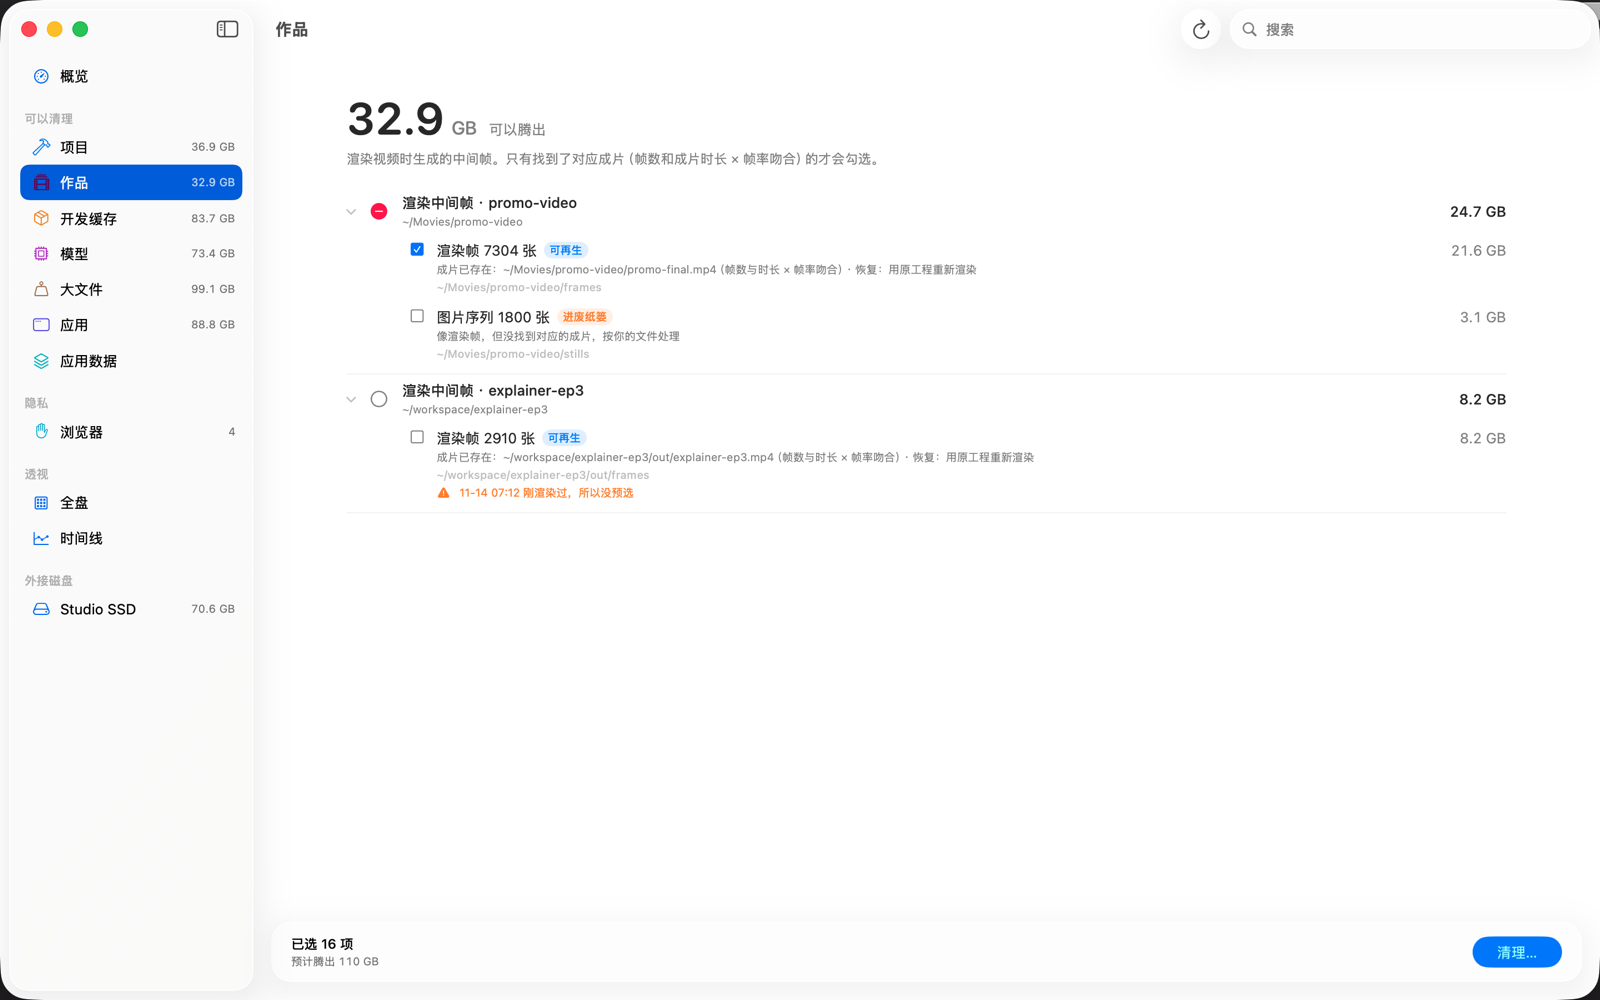 作品
搜索
概览
可以清理
项目 36.9 GB
作品 32.9 GB
开发缓存 83.7 GB
模型 73.4 GB
大文件 99.1 GB
应用 88.8 GB
应用数据
隐私
浏览器 4
透视
全盘
时间线
外接磁盘
Studio SSD 70.6 GB
32.9 GB 可以腾出
渲染视频时生成的中间帧。只有找到了对应成片（帧数和成片时长 × 帧率吻合）的才会勾选。
渲染中间帧 · promo-video 24.7 GB
~/Movies/promo-video
渲染帧 7304 张 可再生 21.6 GB
成片已存在：~/Movies/promo-video/promo-final.mp4（帧数与时长 × 帧率吻合）· 恢复：用原工程重新渲染
~/Movies/promo-video/frames
图片序列 1800 张 进废纸篓 3.1 GB
像渲染帧，但没找到对应的成片，按你的文件处理
~/Movies/promo-video/stills
渲染中间帧 · explainer-ep3 8.2 GB
~/workspace/explainer-ep3
渲染帧 2910 张 可再生 8.2 GB
成片已存在：~/workspace/explainer-ep3/out/explainer-ep3.mp4（帧数与时长 × 帧率吻合）· 恢复：用原工程重新渲染
~/workspace/explainer-ep3/out/frames
11-14 07:12 刚渲染过，所以没预选
已选 16 项
预计腾出 110 GB
清理...